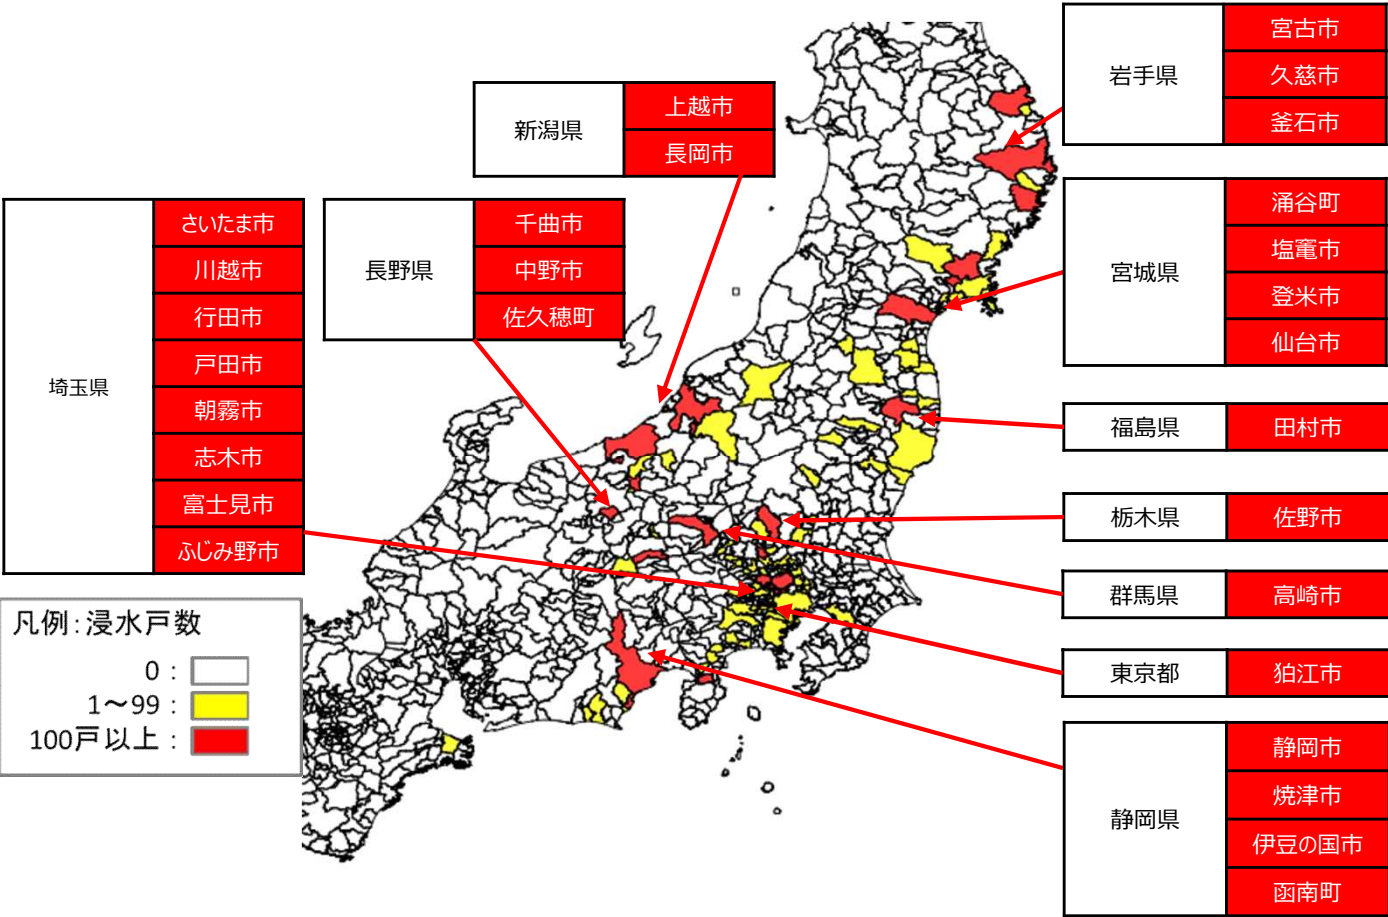 岩手県
宮古市
久慈市
釜石市
新潟県
上越市
長岡市
宮城県
涌谷町
塩竈市
登米市
仙台市
埼玉県
さいたま市
川越市
行田市
戸田市
朝霧市
志木市
富士見市
ふじみ野市
長野県
千曲市
中野市
佐久穂町
福島県
田村市
栃木県
佐野市
群馬県
高崎市
東京都
狛江市
静岡県
静岡市
焼津市
伊豆の国市
函南町
凡例:浸水戸数
0 :
1～99 :
100戸以上 :